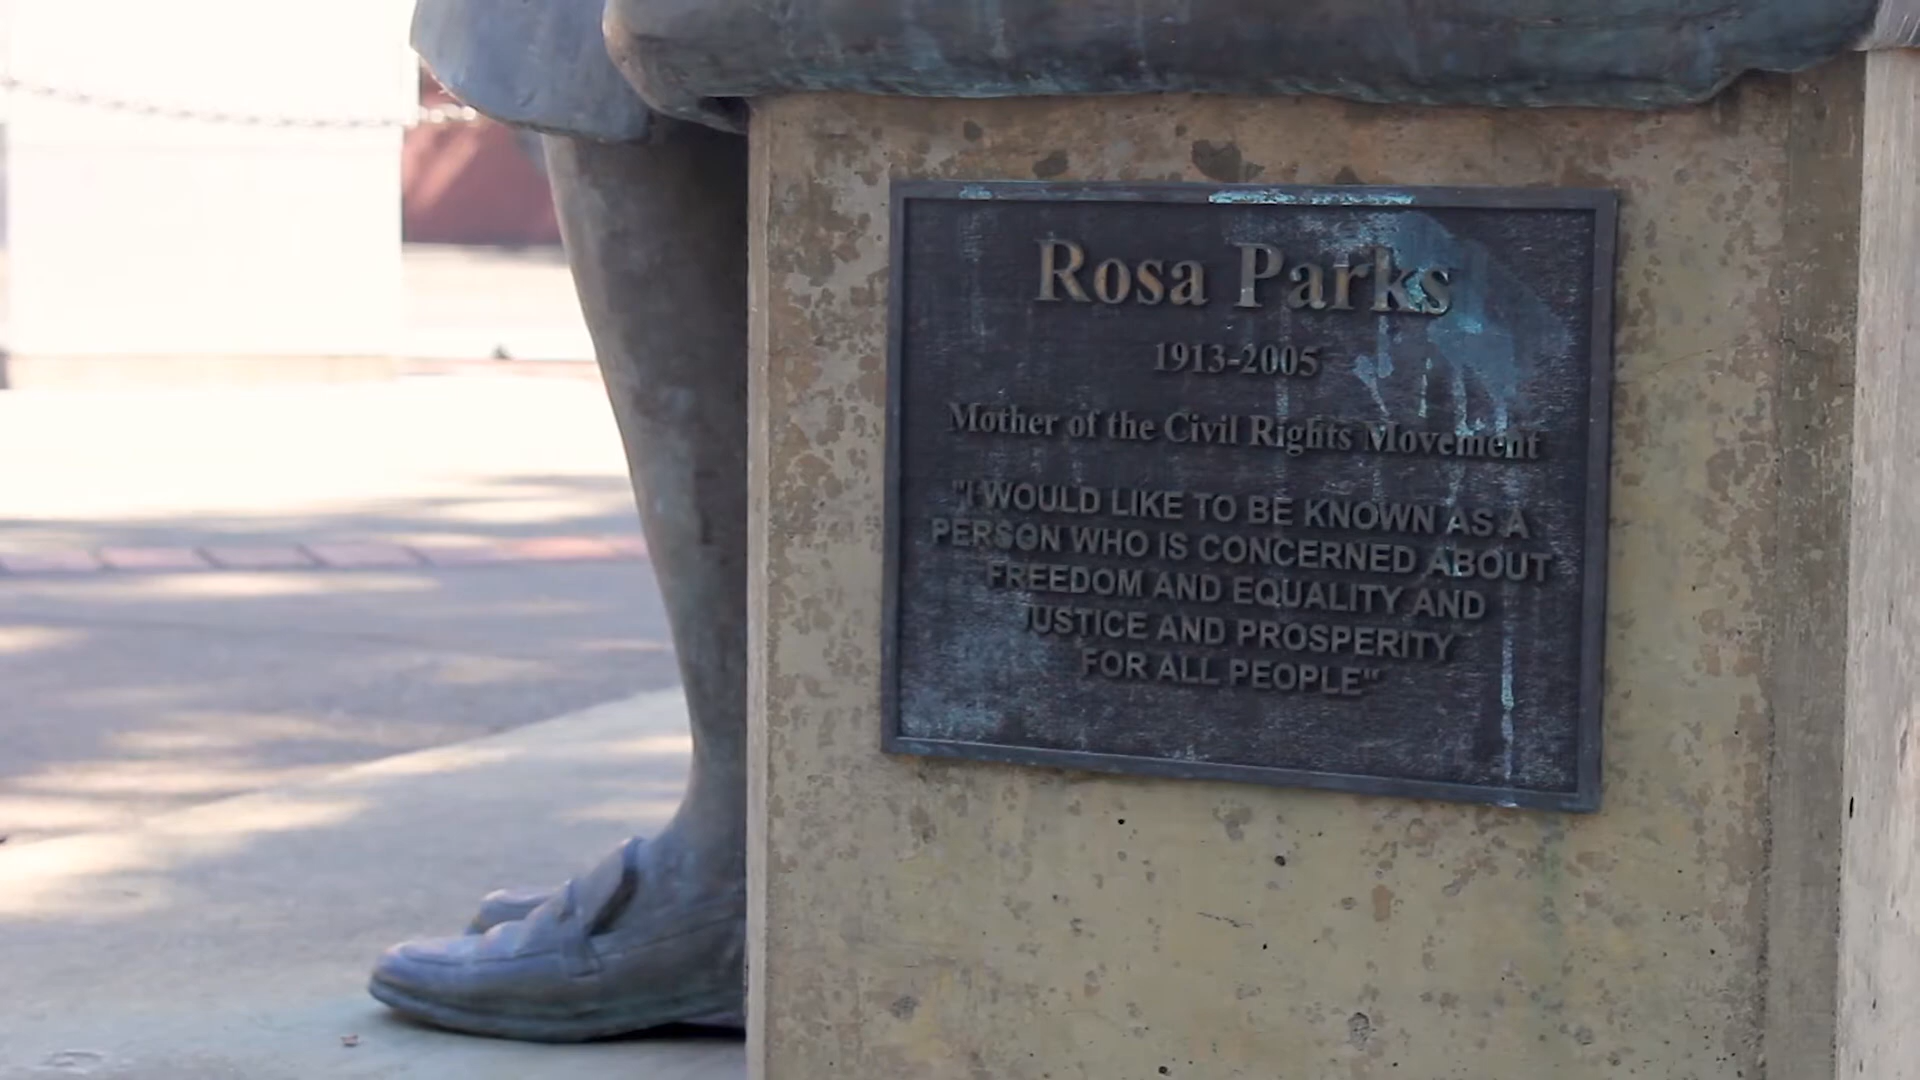 Rosa Parks
1913-2005
Mother of the Civil Rights Movement
"I WOULD LIKE TO BE KNOWN AS A
PERSON WHO IS CONCERNED ABOUT
FREEDOM AND EQUALITY AND
JUSTICE AND PROSPERITY
FOR ALL PEOPLE"